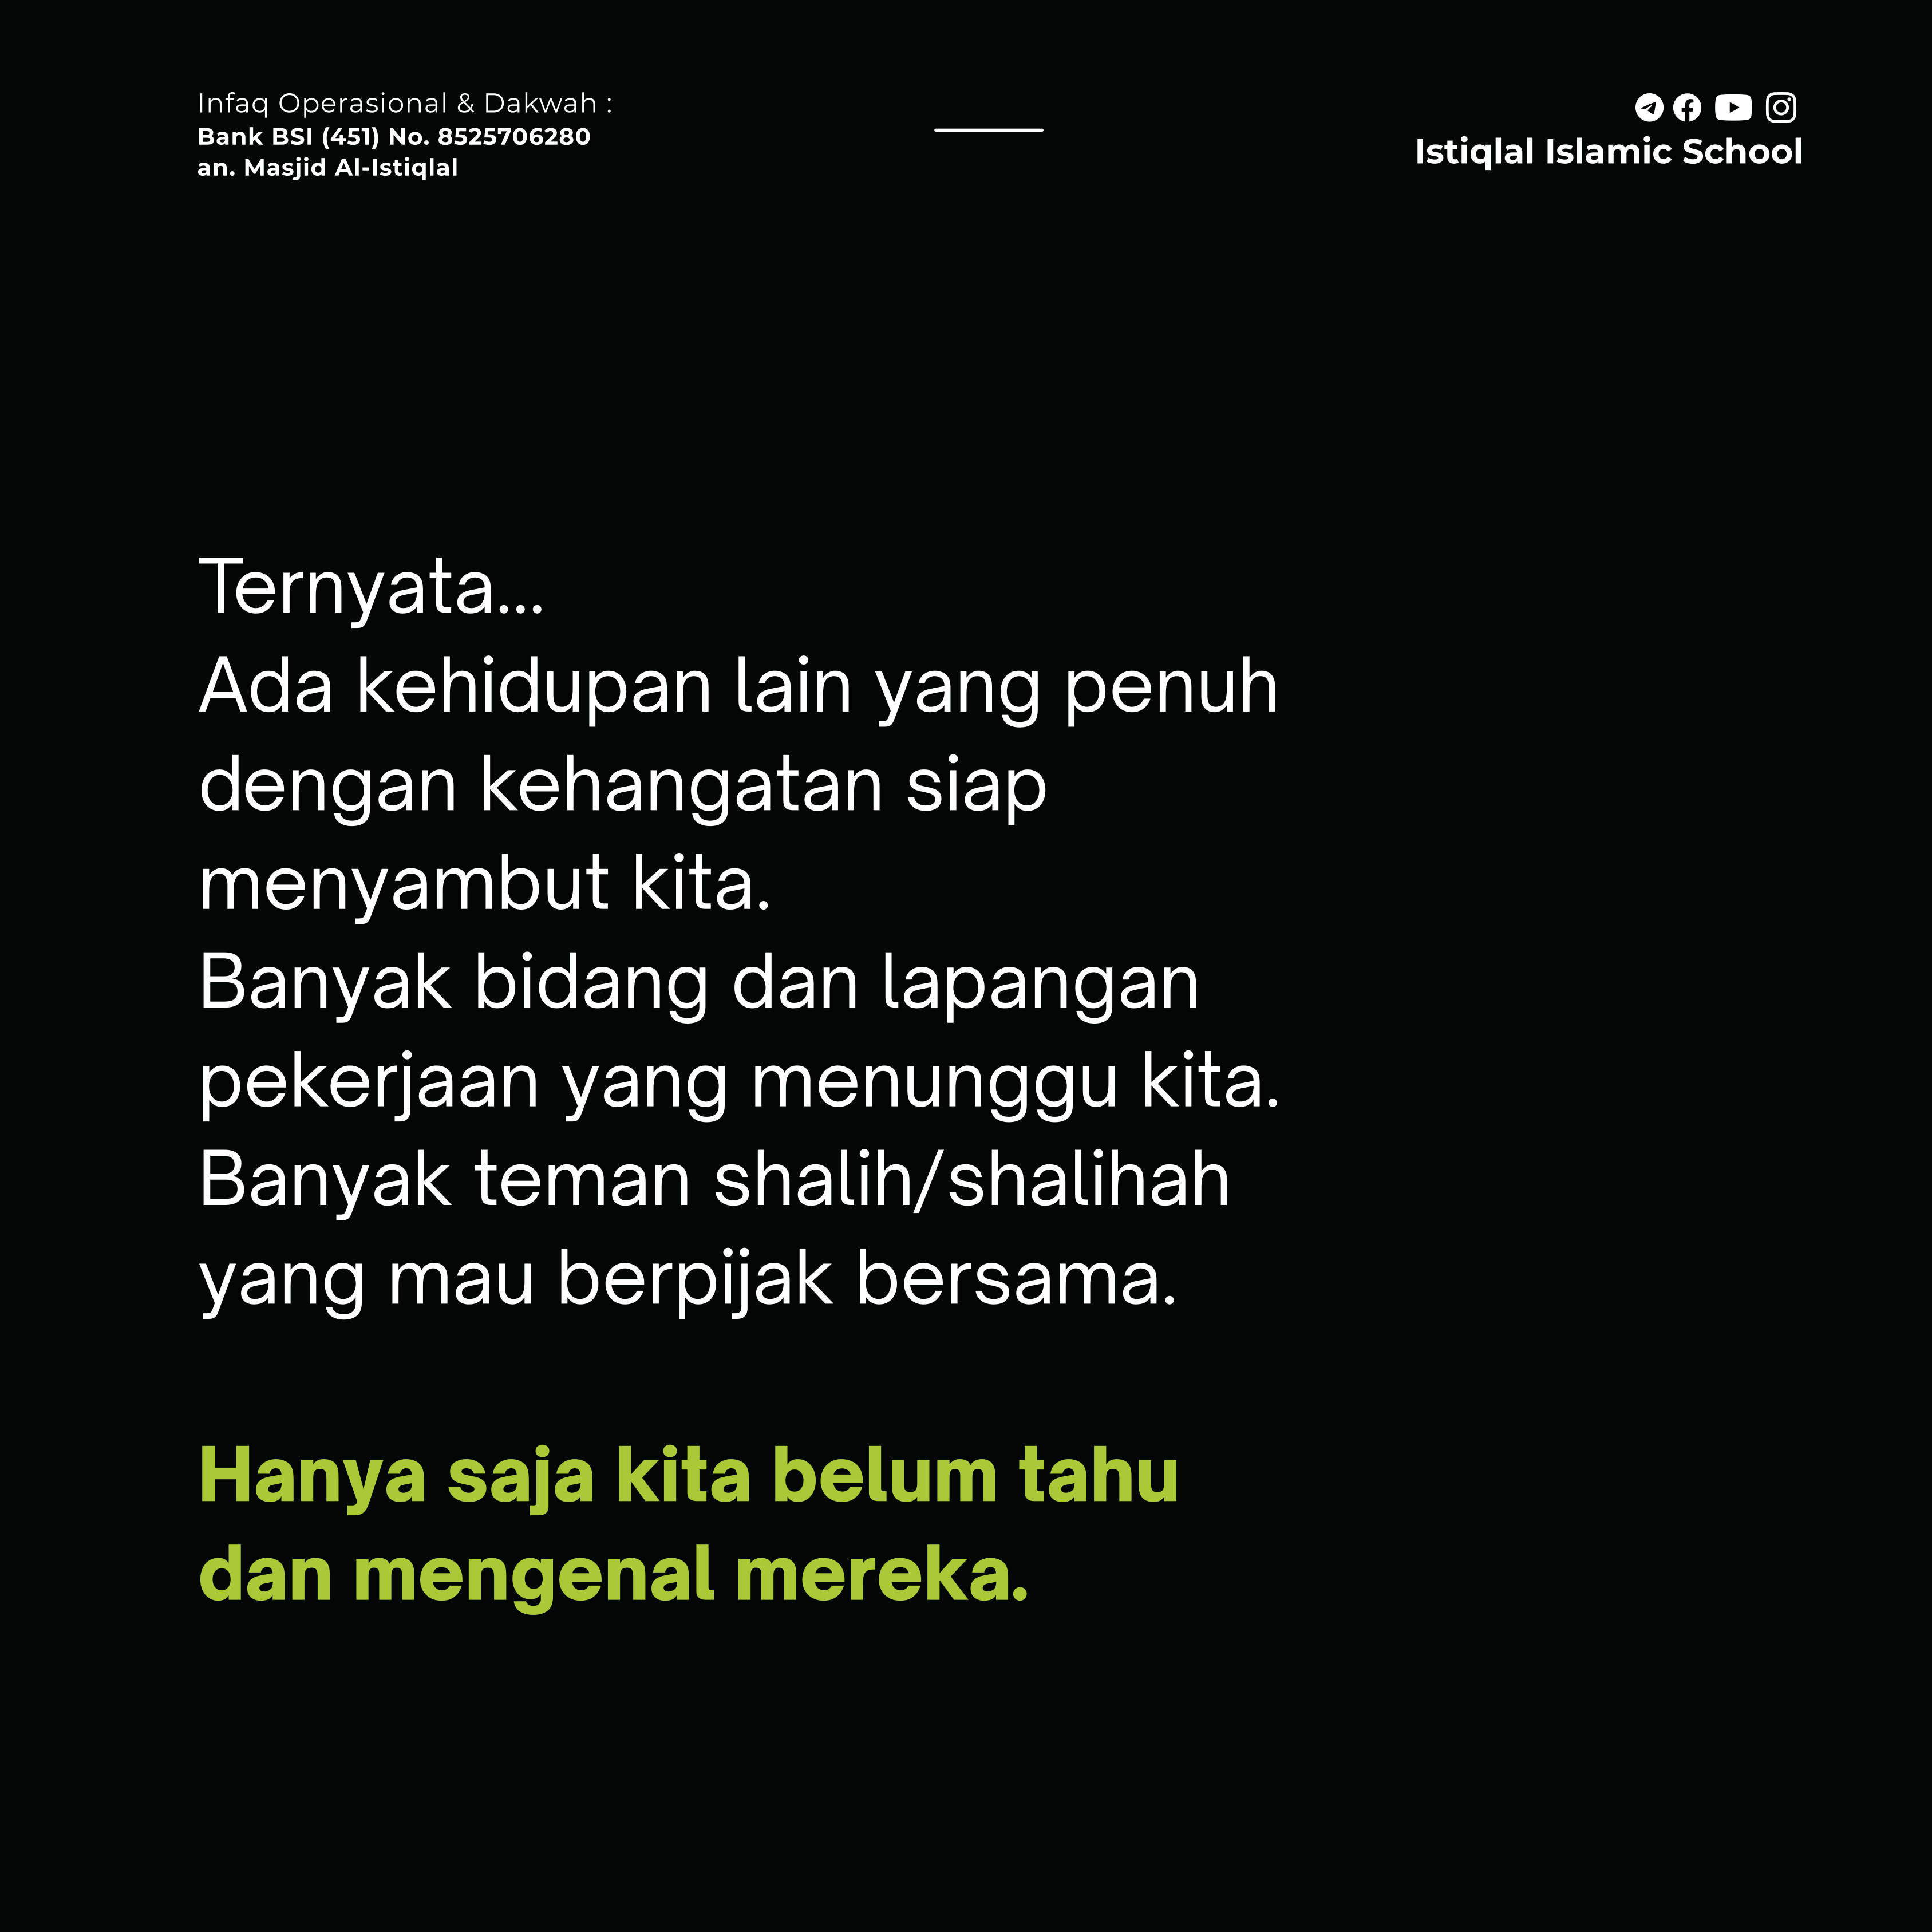 Infaq Operasional & Dakwah :
Bank BSI (451) No. 8525706280
an. Masjid Al-Istiqlal
Istiqlal Islamic School
Ternyata...
Ada kehidupan lain yang penuh
dengan kehangatan siap
menyambut kita.
Banyak bidang dan lapangan
pekerjaan yang menunggu kita.
Banyak teman shalih/shalihah
yang mau berpijak bersama.
Hanya saja kita belum tahu
dan mengenal mereka.